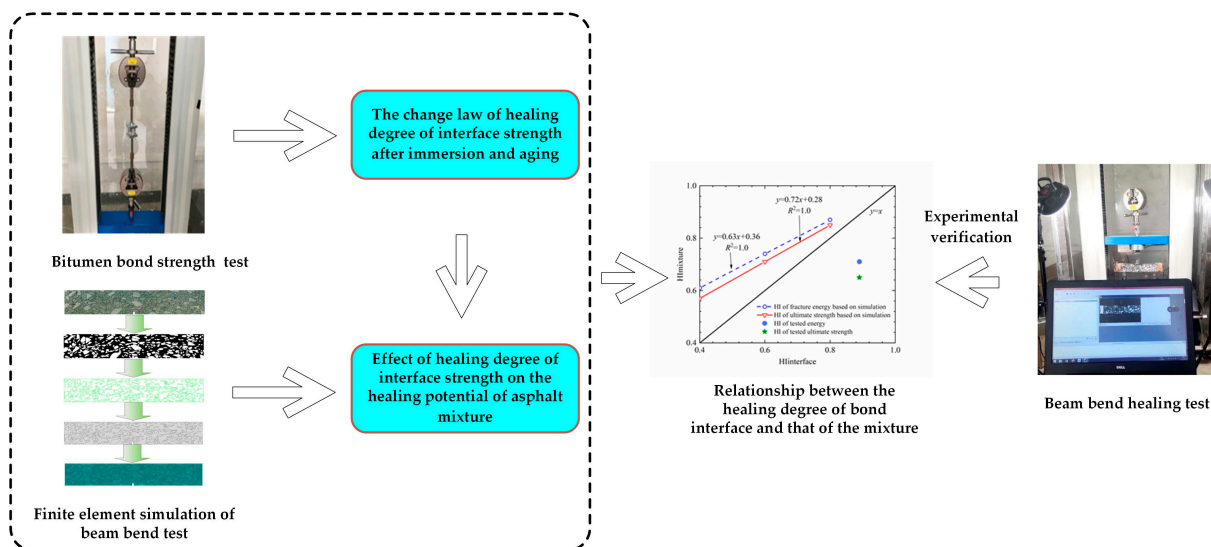 Bitumen bond strength test
The change law of healing
degree of interface strength
after immersion and aging
Finite element simulation of
beam bend test
Effect of healing degree of
interface strength on the
healing potential of asphalt
mixture
1.0
0.8
0.6
0.4
HImixture
y=0.72x+0.28
R²=1.0
y=x
y=0.63x+0.36
R²=1.0
HI of fracture energy based on simulation
HI of ultimate strength based on simulation
HI of tested energy
HI of tested ultimate strength
0.4
0.6
0.8
1.0
HIinterface
Relationship between the
healing degree of bond
interface and that of the mixture
Experimental
verification
DELL
Beam bend healing test